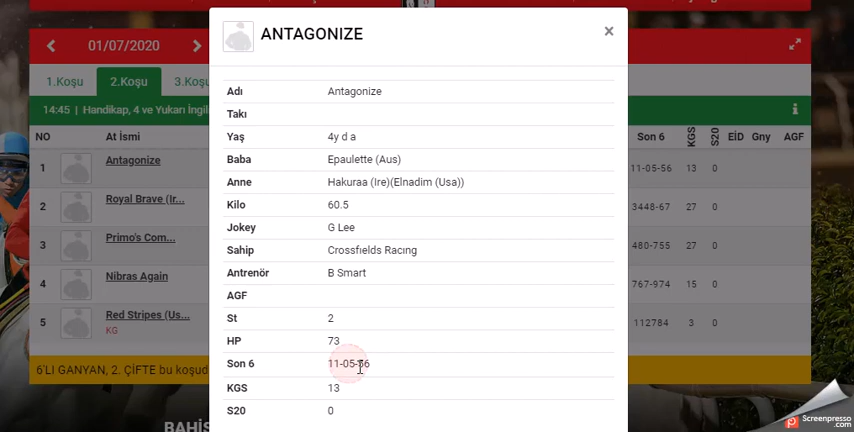 ANTAGONIZE
×
01/07/2020
1.Koşu
2.Koşu
3.Koşu
14:45 | Handikap, 4 ve Yukarı İngil
NO At İsmi Son 6 KGS S20 EİD Gny AGF
1 Antagonize 11-05-56 13 0
2 Royal Brave (Ir... 3448-67 27 0
3 Primo's Com... 480-755 27 0
4 Nibras Again 767-974 15 0
5 Red Stripes (Us... 112784 3 0
KG
6'LI GANYAN, 2. ÇİFTE bu koşud
Adı Antagonize
Takı
Yaş 4y d a
Baba Epaulette (Aus)
Anne Hakuraa (Ire)(Elnadim (Usa))
Kilo 60.5
Jokey G Lee
Sahip Crossfıelds Racıng
Antrenör B Smart
AGF
St 2
HP 73
Son 6 11-05-56
KGS 13
S20 0
BAHİS
Screenpresso
.com